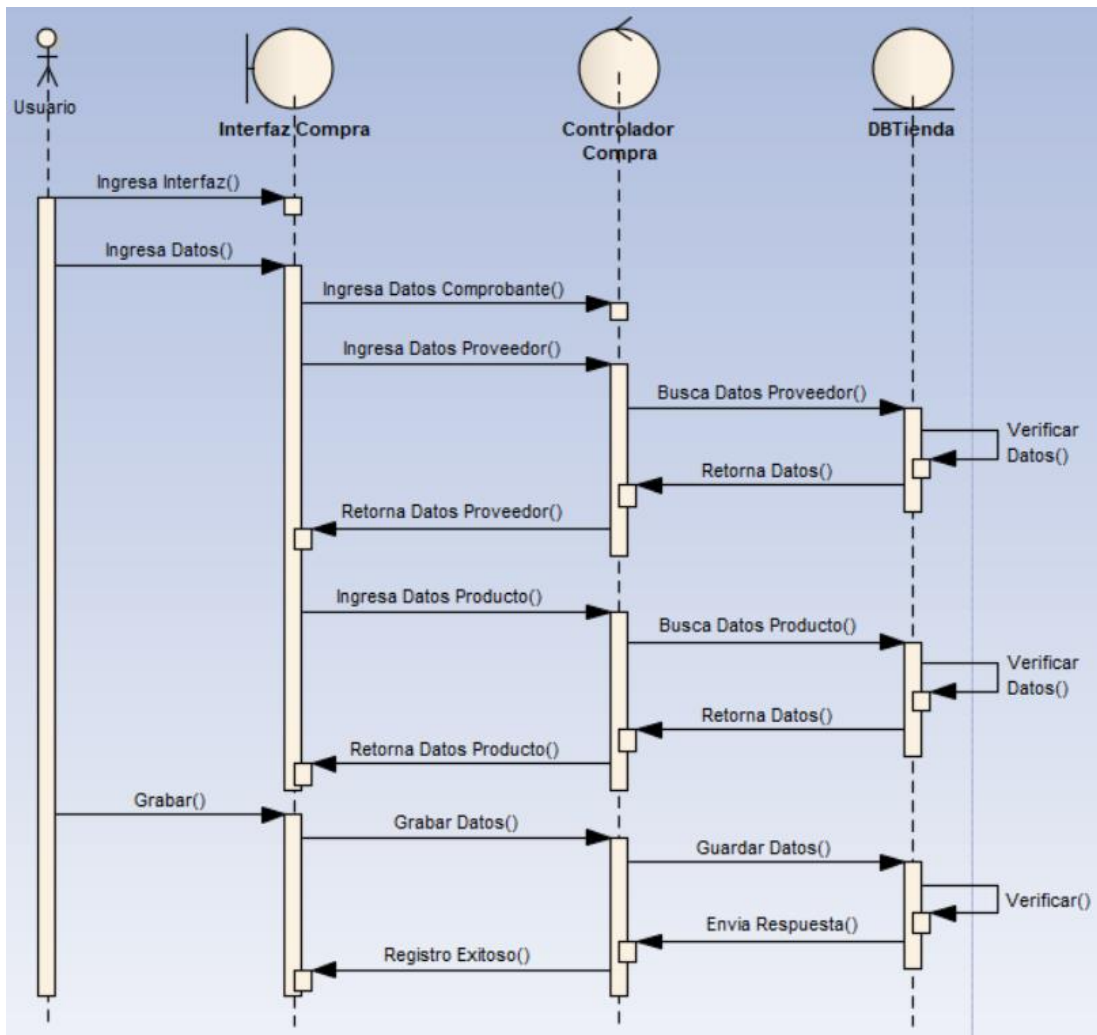 Usuario
Interfaz Compra
Controlador
Compra
DBTienda
Ingresa Interfaz()
Ingresa Datos()
Ingresa Datos Comprobante()
Ingresa Datos Proveedor()
Busca Datos Proveedor()
Verificar
Datos()
Retorna Datos()
Retorna Datos Proveedor()
Ingresa Datos Producto()
Busca Datos Producto()
Verificar
Datos()
Retorna Datos()
Retorna Datos Producto()
Grabar()
Grabar Datos()
Guardar Datos()
Verificar()
Envia Respuesta()
Registro Exitoso()